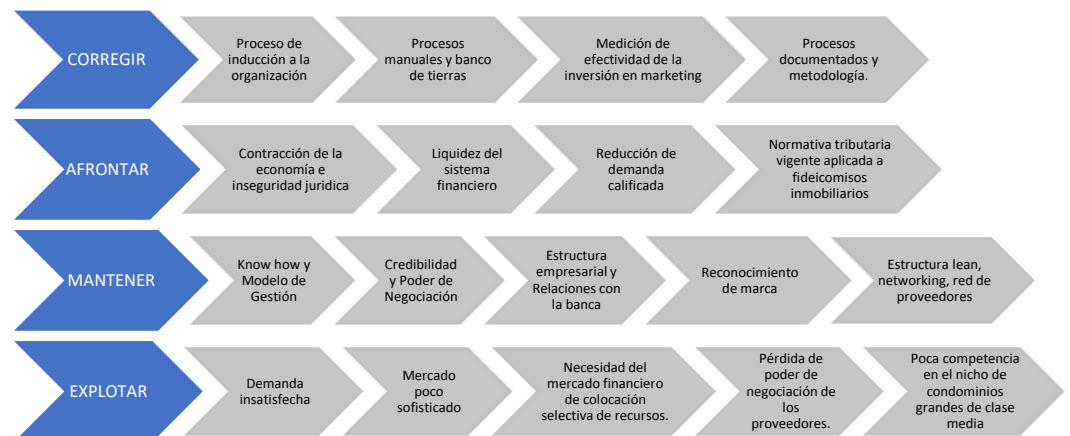 CORREGIR
Proceso de
inducción a la
organización
Procesos
manuales y banco
de tierras
Medición de
efectividad de la
inversión en marketing
Procesos
documentados y
metodología.
AFRONTAR
Contracción de la
economía e
inseguridad juridica
Liquidez del
sistema
financiero
Reducción de
demanda
calificada
Normativa tributaria
vigente aplicada a
fideicomisos
inmobiliarios
MANTENER
Know how y
Modelo de
Gestión
Credibilidad
y Poder de
Negociación
Estructura
empresarial y
Relaciones con
la banca
Reconocimiento
de marca
Estructura lean,
networking, red de
proveedores
EXPLOTAR
Demanda
insatisfecha
Mercado
poco
sofisticado
Necesidad del
mercado financiero
de colocación
selectiva de recursos.
Pérdida de
poder de
negociación de
los
proveedores.
Poca competencia
en el nicho de
condominios
grandes de clase
media